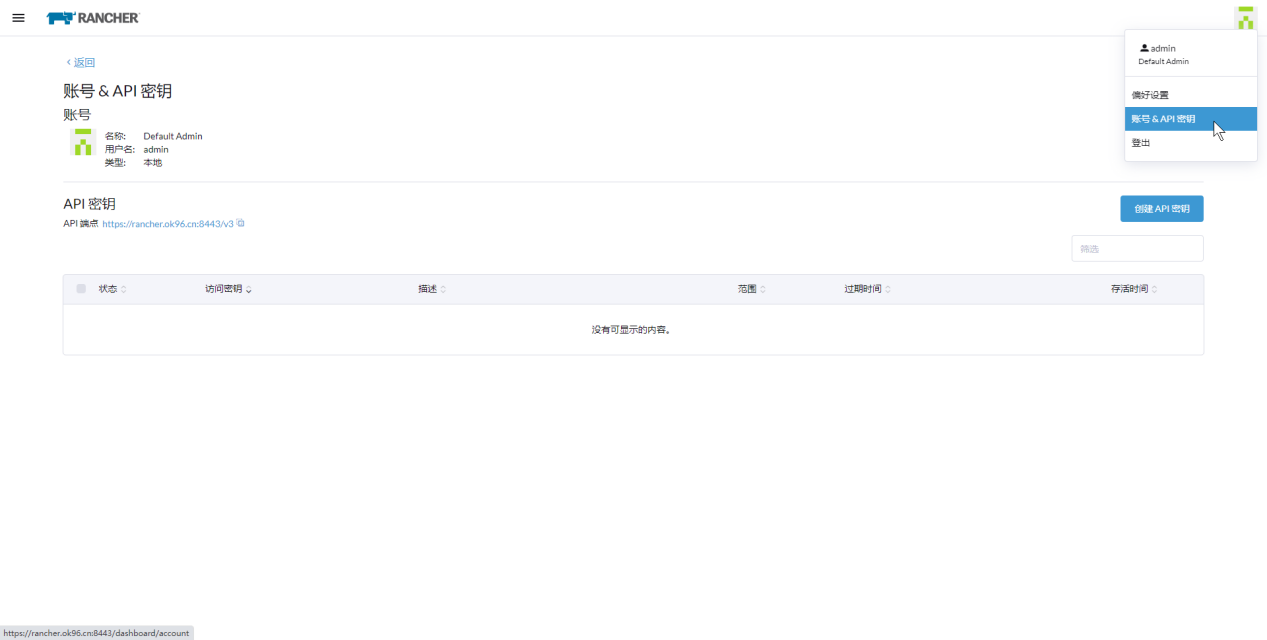 RANCHER
admin
Default Admin
偏好设置
账号 & API 密钥
登出
返回
账号 & API 密钥
账号
名称: Default Admin
用户名: admin
类型: 本地
API 密钥
创建 API 密钥
API 端点 https://rancher.ok96.cn:8443/v3
筛选
状态 访问密钥 描述 范围 过期时间 存活时间
没有可显示的内容。
https://rancher.ok96.cn:8443/dashboard/account